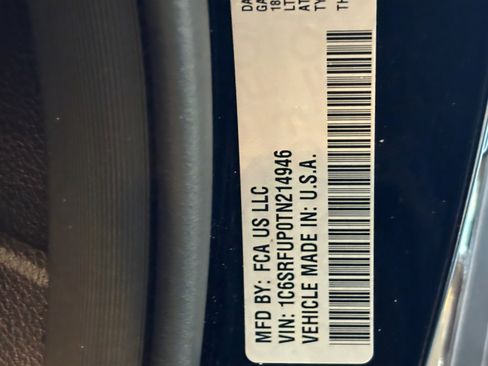 MFD BY: FCA US LLC
VIN: 1C6SRFUP0TN214946
VEHICLE MADE IN: U.S.A.